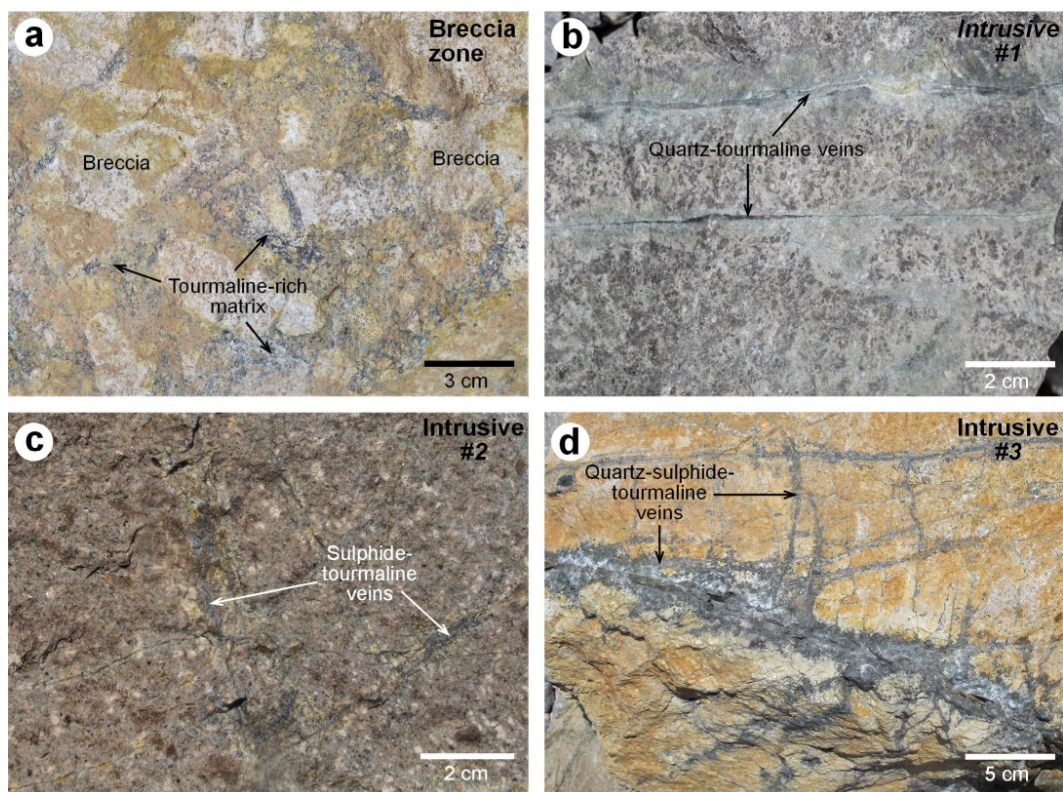 a
Breccia
zone
Breccia
Breccia
Tourmaline-rich
matrix
3 cm
b
Intrusive
#1
Quartz-tourmaline veins
2 cm
c
Intrusive
#2
Sulphide-
tourmaline
veins
2 cm
d
Intrusive
#3
Quartz-sulphide-
tourmaline
veins
5 cm